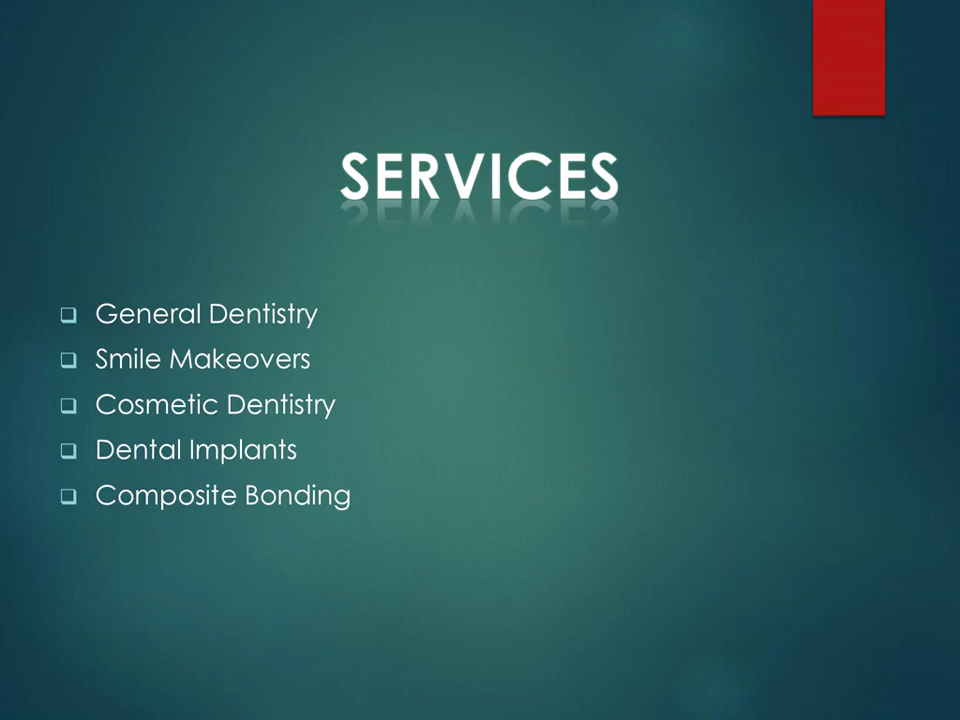 SERVICES
General Dentistry
Smile Makeovers
Cosmetic Dentistry
Dental Implants
Composite Bonding